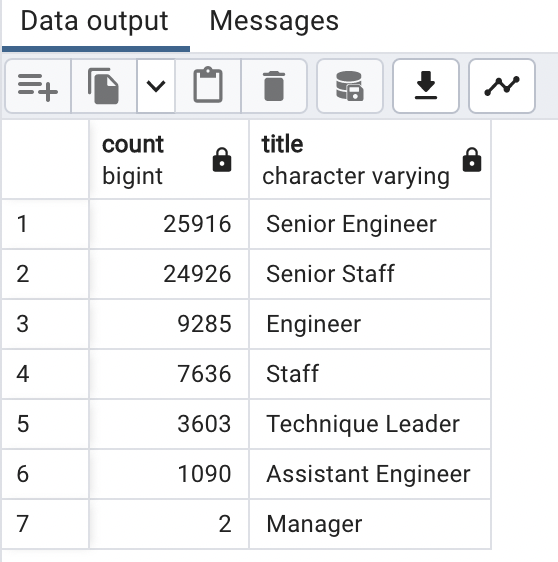 Data output Messages
count title
bigint character varying
1 25916 Senior Engineer
2 24926 Senior Staff
3 9285 Engineer
4 7636 Staff
5 3603 Technique Leader
6 1090 Assistant Engineer
7 2 Manager